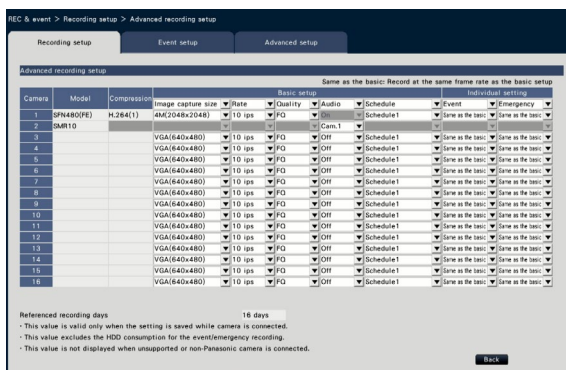 REC & event > Recording setup > Advanced recording setup
Recording setup Event setup Advanced setup
Advanced recording setup
Same as the basic: Record at the same frame rate as the basic setup
Camera Model Compression Basic setup Individual setting
Image capture size Rate Quality Audio Schedule Event Emergency
1 SFN480(FE) H.264(1) 4M(2048x2048) 10 ips FQ On Schedule1 Same as the basic Same as the basic
2 SMR10 Cam.1
3 VGA(640x480) 10 ips FQ Off Schedule1 Same as the basic Same as the basic
4 VGA(640x480) 10 ips FQ Off Schedule1 Same as the basic Same as the basic
5 VGA(640x480) 10 ips FQ Off Schedule1 Same as the basic Same as the basic
6 VGA(640x480) 10 ips FQ Off Schedule1 Same as the basic Same as the basic
7 VGA(640x480) 10 ips FQ Off Schedule1 Same as the basic Same as the basic
8 VGA(640x480) 10 ips FQ Off Schedule1 Same as the basic Same as the basic
9 VGA(640x480) 10 ips FQ Off Schedule1 Same as the basic Same as the basic
10 VGA(640x480) 10 ips FQ Off Schedule1 Same as the basic Same as the basic
11 VGA(640x480) 10 ips FQ Off Schedule1 Same as the basic Same as the basic
12 VGA(640x480) 10 ips FQ Off Schedule1 Same as the basic Same as the basic
13 VGA(640x480) 10 ips FQ Off Schedule1 Same as the basic Same as the basic
14 VGA(640x480) 10 ips FQ Off Schedule1 Same as the basic Same as the basic
15 VGA(640x480) 10 ips FQ Off Schedule1 Same as the basic Same as the basic
16 VGA(640x480) 10 ips FQ Off Schedule1 Same as the basic Same as the basic
Referenced recording days 16 days
・This value is valid only when the setting is saved while camera is connected.
・This value excludes the HDD consumption for the event/emergency recording.
・This value is not displayed when unsupported or non-Panasonic camera is connected.
Back